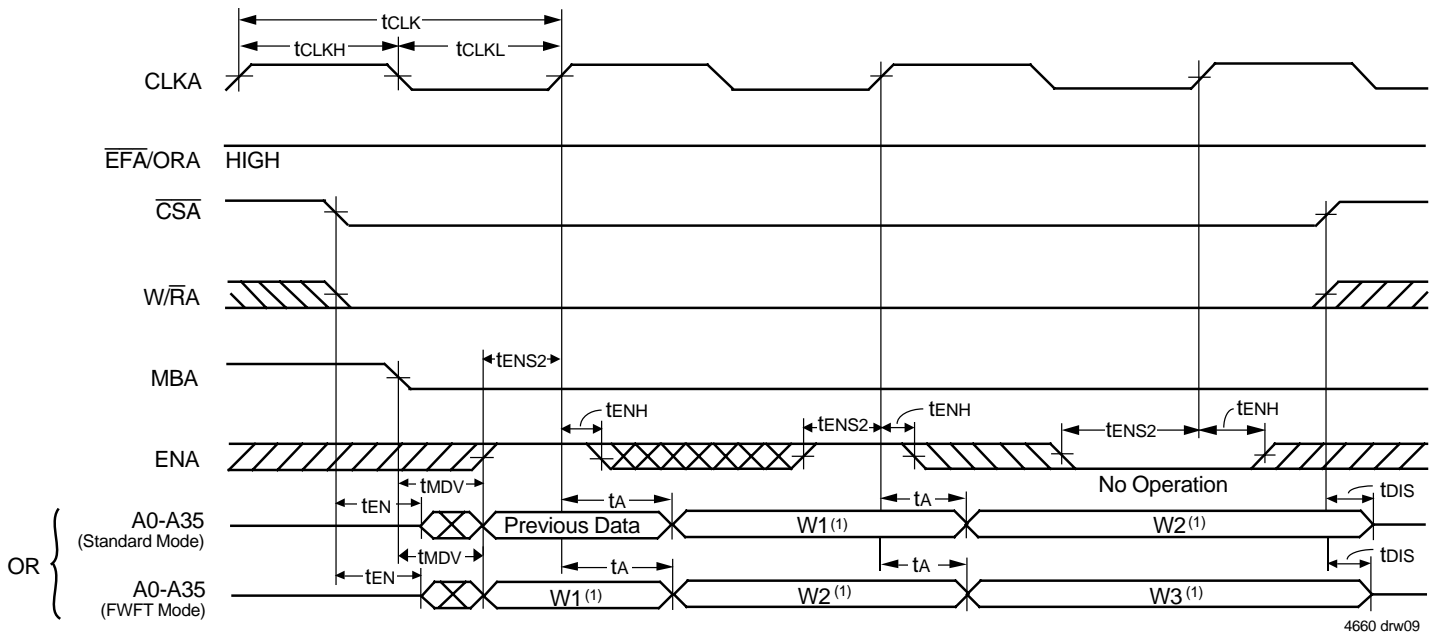 tCLK
tCLKH tCLKL
CLKA
EFA/ORA HIGH
CSA
W/RA
MBA
tENS2
tENH tENS2 tENH tENS2 tENH
ENA
tMDV No Operation
tEN tA tA tDIS
A0-A35 Previous Data W1(1) W2(1)
(Standard Mode)
OR
tMDV
tEN tA tA tDIS
A0-A35 W1(1) W2(1) W3(1)
(FWFT Mode)
4660 drw09